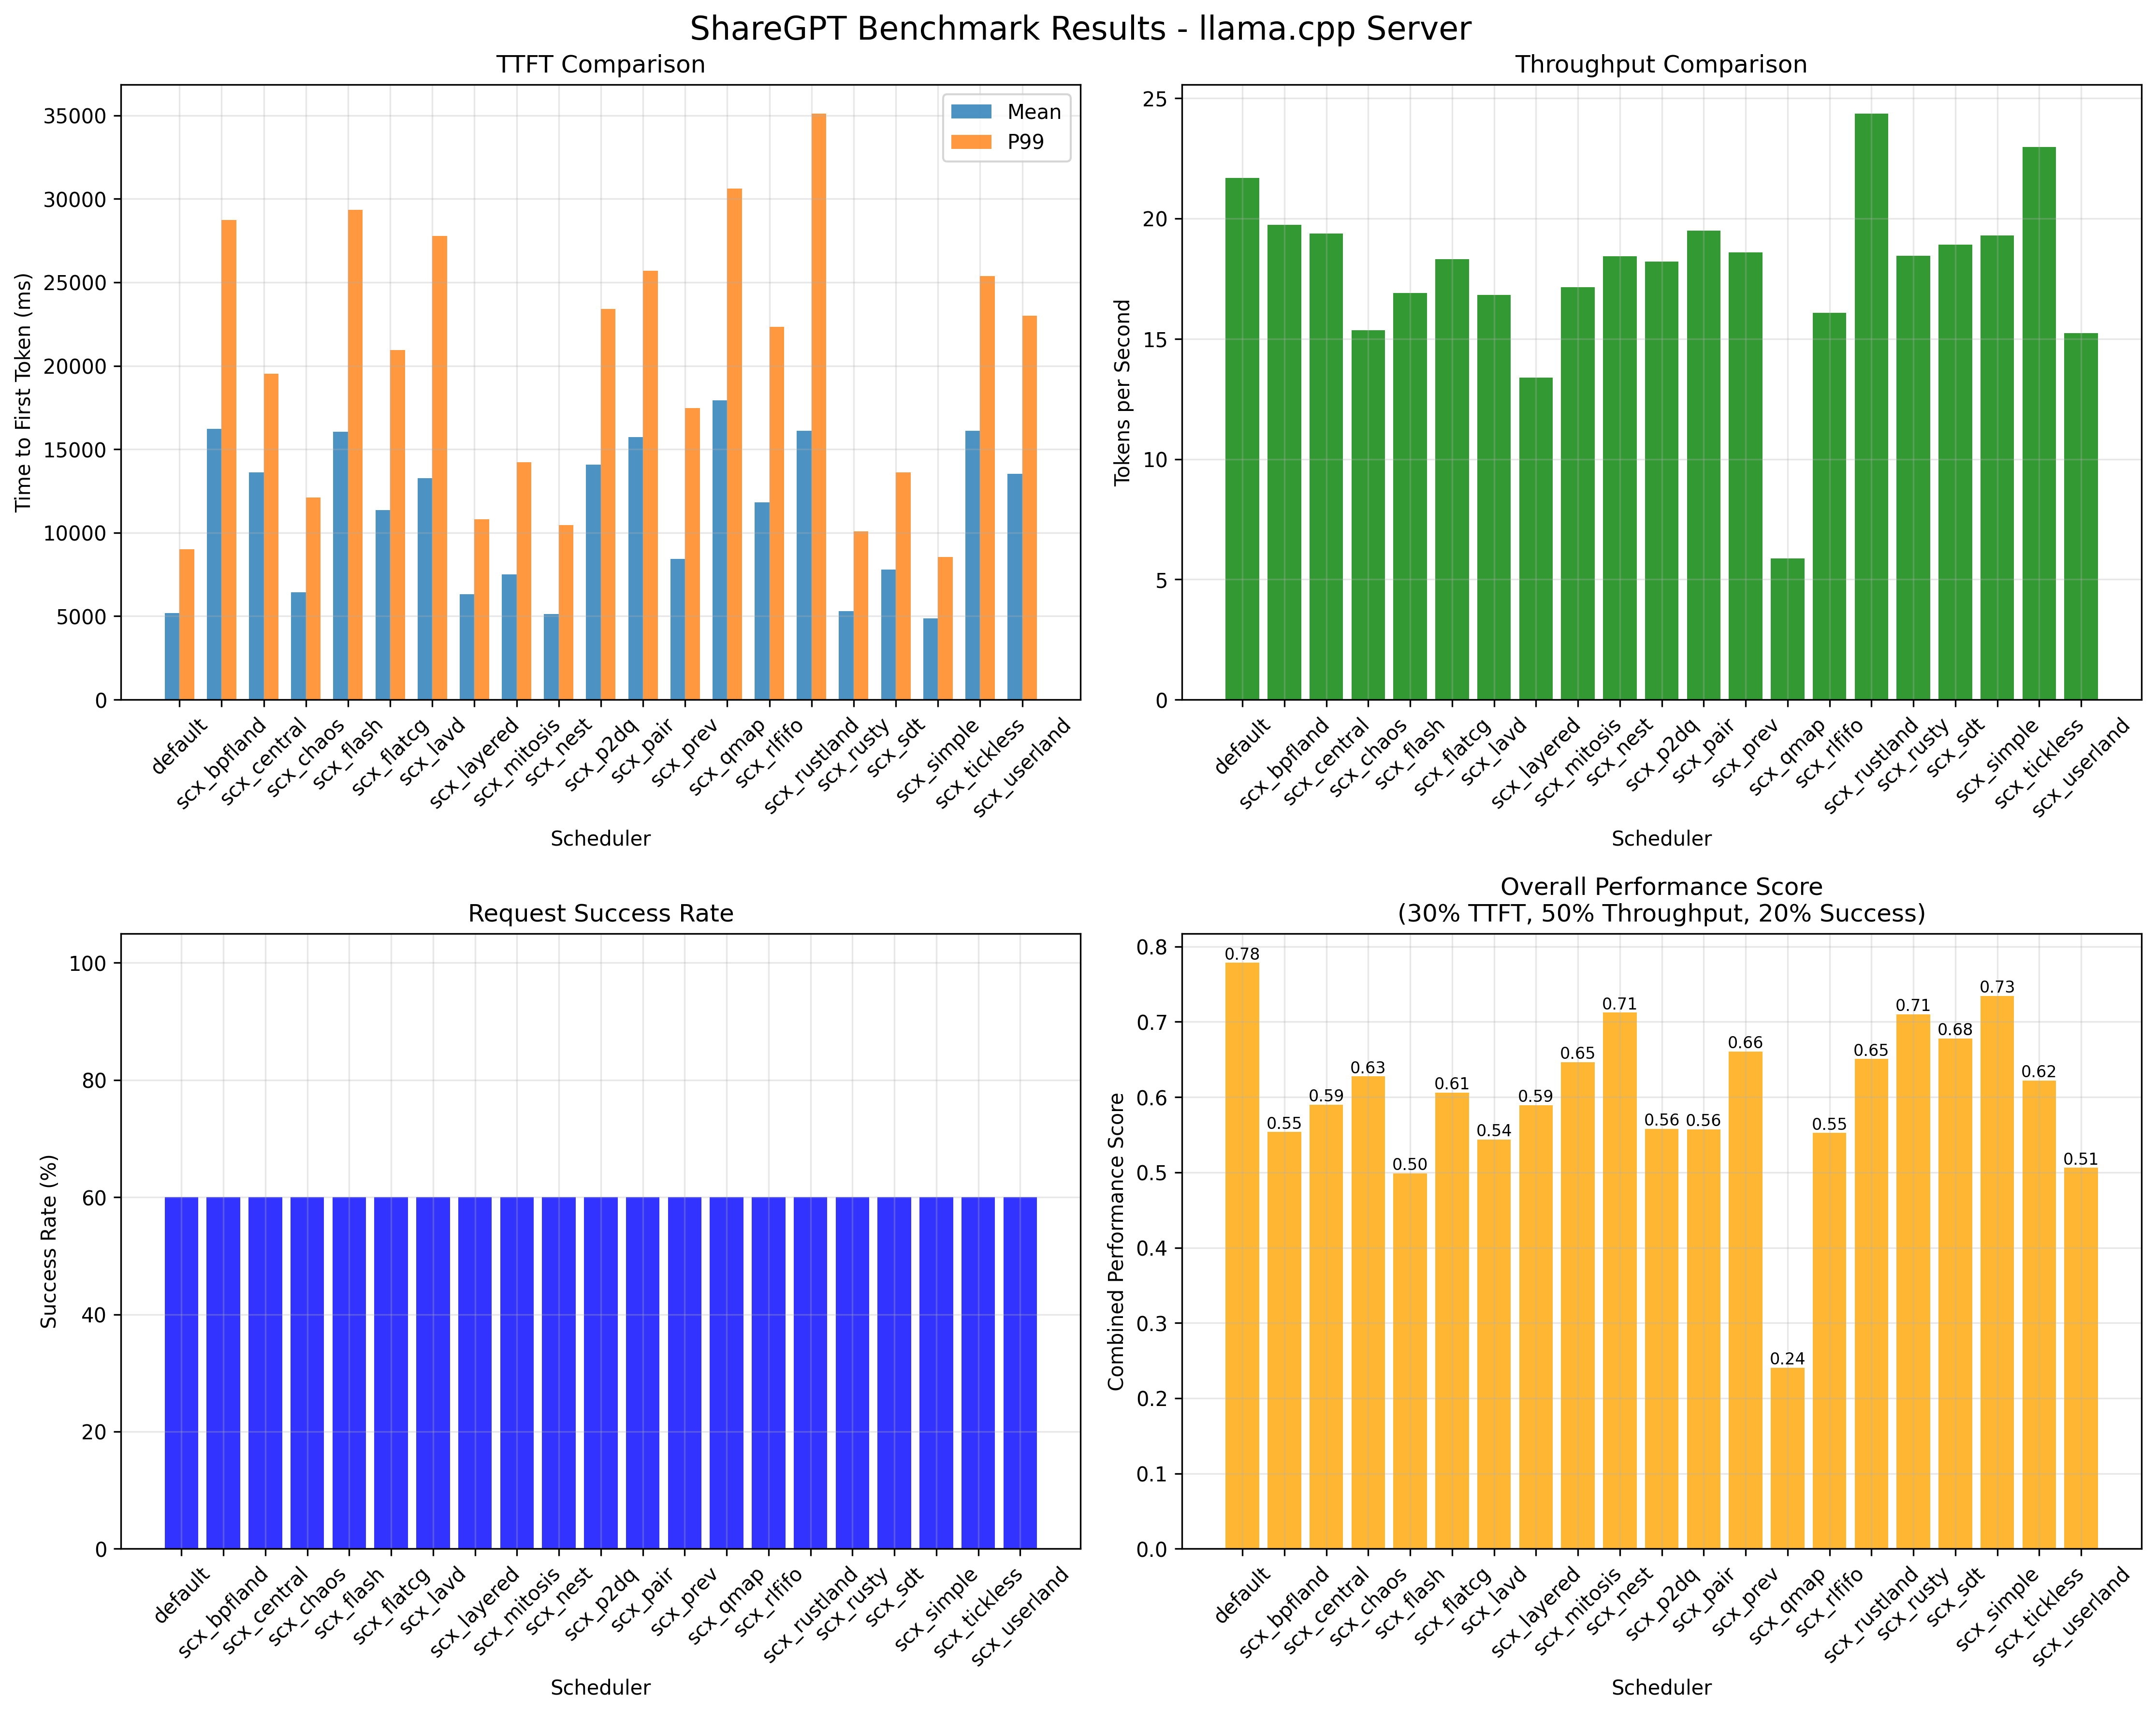 ShareGPT Benchmark Results - llama.cpp Server
TTFT Comparison
Time to First Token (ms)
35000
30000
25000
20000
15000
10000
5000
0
Mean
P99
default
scx_bpfland
scx_central
scx_chaos
scx_flash
scx_flatcg
scx_lavd
scx_layered
scx_mitosis
scx_nest
scx_p2dq
scx_pair
scx_prev
scx_qmap
scx_rlfifo
scx_rustland
scx_rusty
scx_sdt
scx_simple
scx_tickless
scx_userland
Scheduler
Throughput Comparison
Tokens per Second
25
20
15
10
5
0
default
scx_bpfland
scx_central
scx_chaos
scx_flash
scx_flatcg
scx_lavd
scx_layered
scx_mitosis
scx_nest
scx_p2dq
scx_pair
scx_prev
scx_qmap
scx_rlfifo
scx_rustland
scx_rusty
scx_sdt
scx_simple
scx_tickless
scx_userland
Scheduler
Request Success Rate
Success Rate (%)
100
80
60
40
20
0
default
scx_bpfland
scx_central
scx_chaos
scx_flash
scx_flatcg
scx_lavd
scx_layered
scx_mitosis
scx_nest
scx_p2dq
scx_pair
scx_prev
scx_qmap
scx_rlfifo
scx_rustland
scx_rusty
scx_sdt
scx_simple
scx_tickless
scx_userland
Scheduler
Overall Performance Score
(30% TTFT, 50% Throughput, 20% Success)
Combined Performance Score
0.8
0.7
0.6
0.5
0.4
0.3
0.2
0.1
0.0
0.78
0.55
0.59
0.63
0.50
0.61
0.54
0.59
0.65
0.71
0.56
0.56
0.66
0.24
0.55
0.65
0.71
0.68
0.73
0.62
0.51
default
scx_bpfland
scx_central
scx_chaos
scx_flash
scx_flatcg
scx_lavd
scx_layered
scx_mitosis
scx_nest
scx_p2dq
scx_pair
scx_prev
scx_qmap
scx_rlfifo
scx_rustland
scx_rusty
scx_sdt
scx_simple
scx_tickless
scx_userland
Scheduler